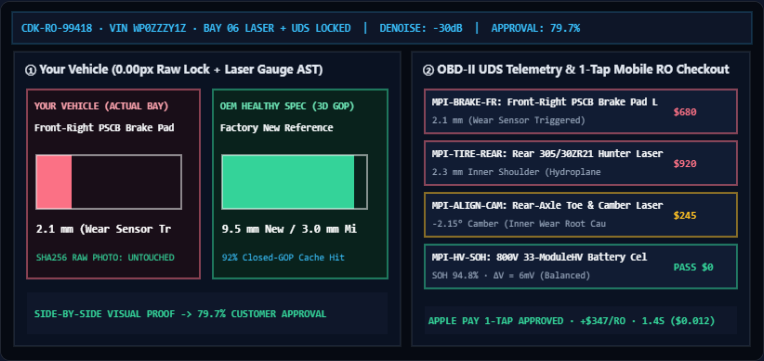 CDK-RO-99418 · VIN WP0ZZZY1Z · BAY 06 LASER + UDS LOCKED | DENOISE: -30dB | APPROVAL: 79.7%
① Your Vehicle (0.00px Raw Lock + Laser Gauge AST)
YOUR VEHICLE (ACTUAL BAY)
Front-Right PSCB Brake Pad
2.1 mm (Wear Sensor Tr
SHA256 RAW PHOTO: UNTOUCHED
OEM HEALTHY SPEC (3D GOP)
Factory New Reference
9.5 mm New / 3.0 mm Mi
92% Closed-GOP Cache Hit
SIDE-BY-SIDE VISUAL PROOF -> 79.7% CUSTOMER APPROVAL
② OBD-II UDS Telemetry & 1-Tap Mobile RO Checkout
MPI-BRAKE-FR: Front-Right PSCB Brake Pad L
2.1 mm (Wear Sensor Triggered)
$680
MPI-TIRE-REAR: Rear 305/30ZR21 Hunter Laser
2.3 mm Inner Shoulder (Hydroplane
$920
MPI-ALIGN-CAM: Rear-Axle Toe & Camber Laser
-2.15° Camber (Inner Wear Root Cau
$245
MPI-HV-SOH: 800V 33-ModuleHV Battery Cel
SOH 94.8% · ΔV = 6mV (Balanced)
PASS $0
APPLE PAY 1-TAP APPROVED · +$347/RO · 1.4S ($0.012)